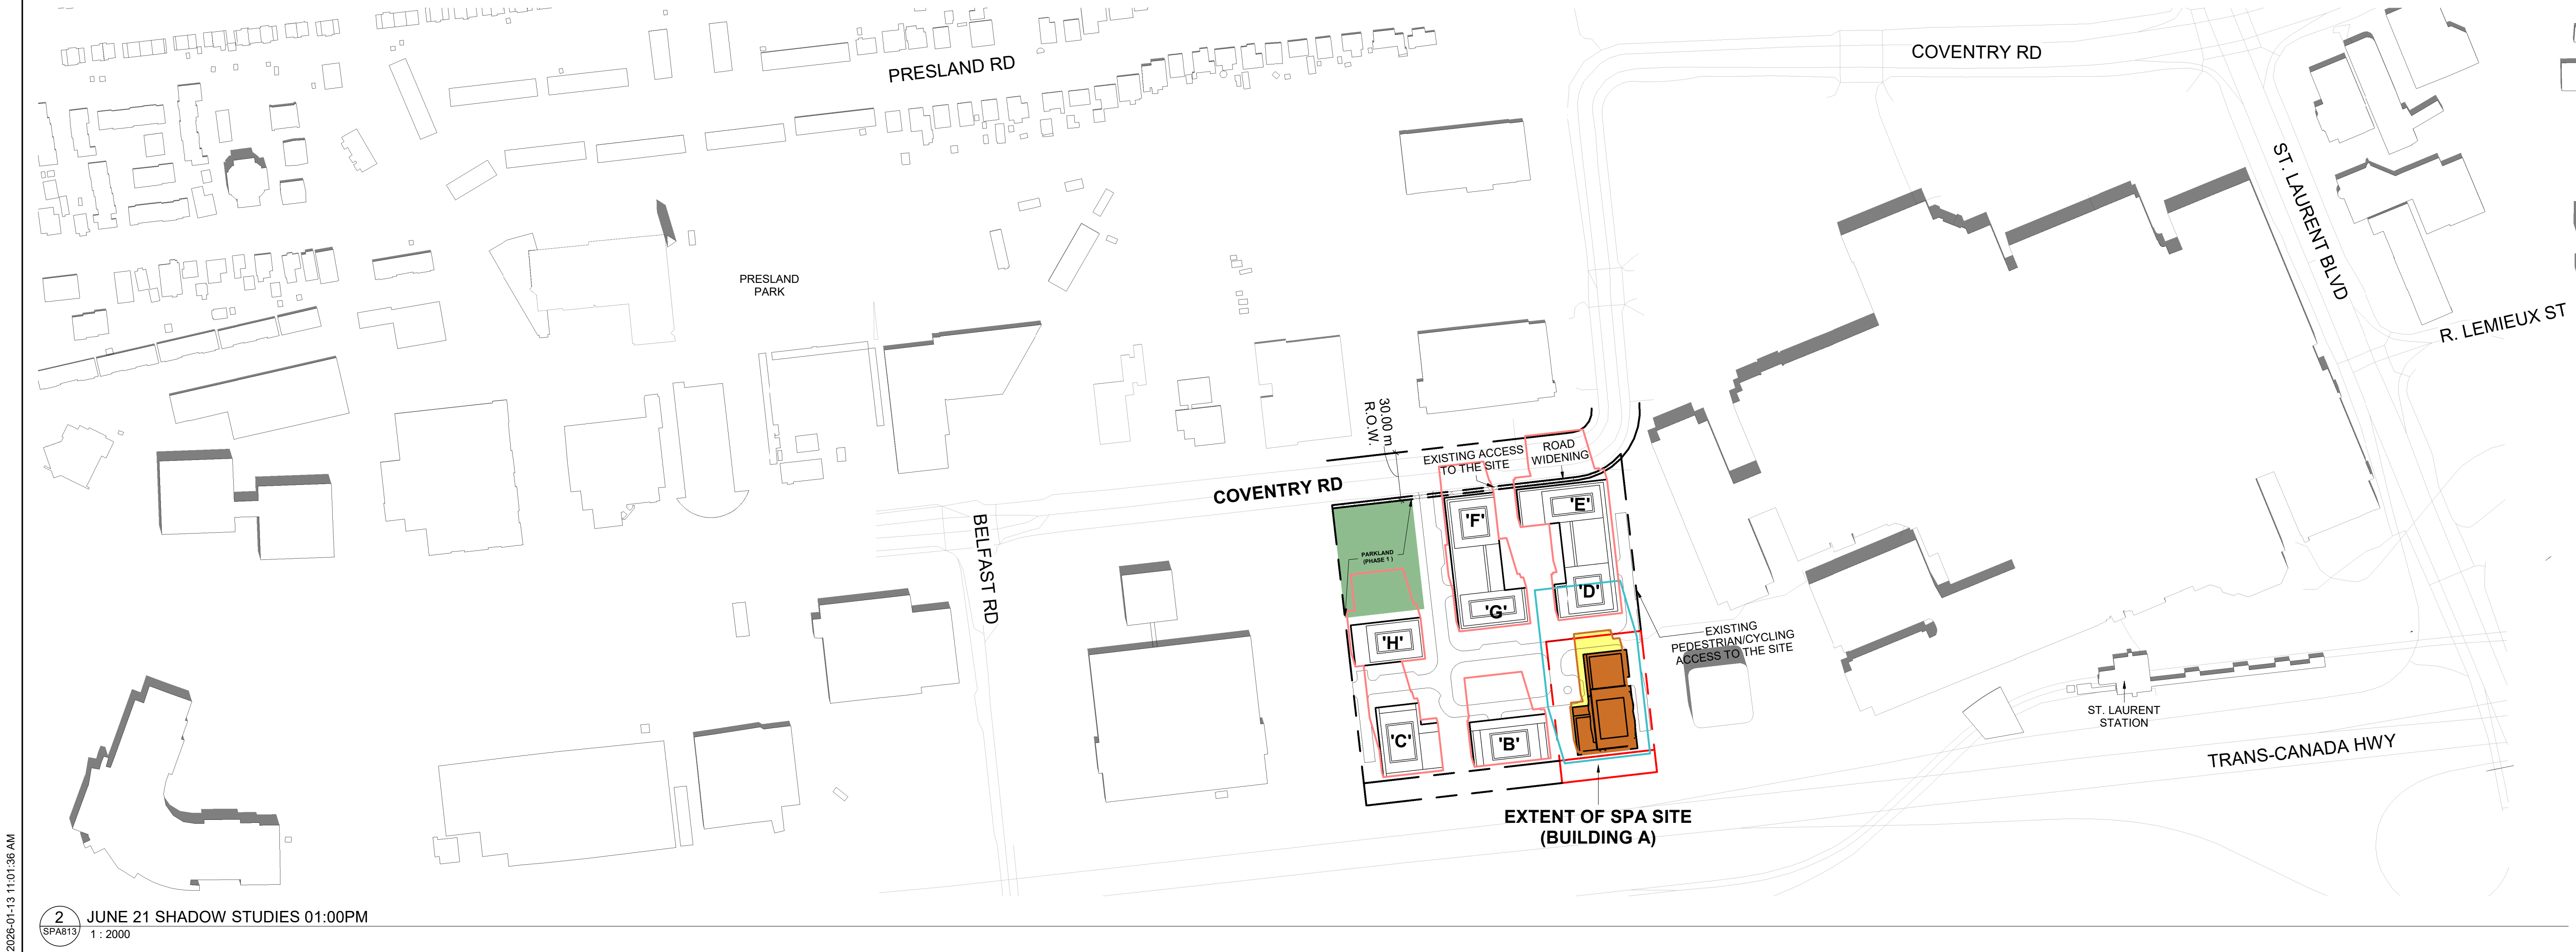 COVENTRY RD
PRESLAND RD
ST. LAURENT BLVD
PRESLAND
PARK
R. LEMIEUX ST
30.000 m
R.O.W.
EXISTING ACCESS
TO THE SITE
ROAD
WIDENING
COVENTRY RD
BELFAST RD
'E'
'F'
PARKLAND
(PHASE 1 )
'D'
'G'
'H'
EXISTING
PEDESTRIAN/CYCLING
ACCESS TO THE SITE
ST. LAURENT
STATION
'C'
'B'
TRANS-CANADA HWY
EXTENT OF SPA SITE
(BUILDING A)
2026-01-13 11:01:36 AM
2
SPA813
JUNE 21 SHADOW STUDIES 01:00PM
1 : 2000